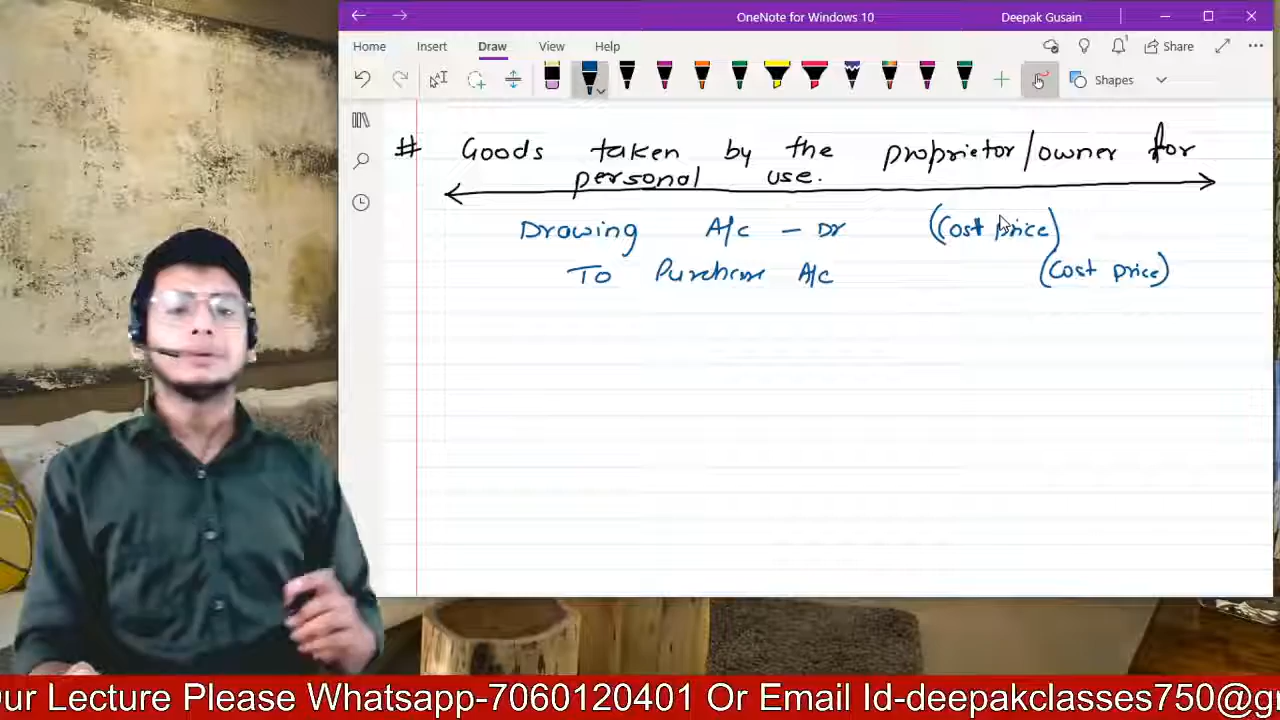 OneNote for Windows 10
Deepak Gusain
Home Insert Draw View Help
Share
Shapes
# Goods taken by the proprietor/owner for
personal use.
Drawing A/c - Dr (Cost price)
To Purchase A/c (Cost price)
ur Lecture Please Whatsapp-7060120401 Or Email Id-deepakclasses750@g